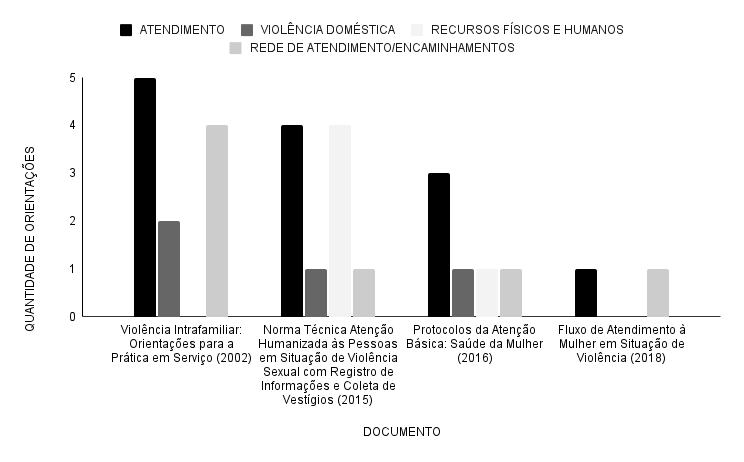 ATENDIMENTO VIOLÊNCIA DOMÉSTICA RECURSOS FÍSICOS E HUMANOS
REDE DE ATENDIMENTO/ENCAMINHAMENTOS
QUANTIDADE DE ORIENTAÇÕES
5
4
3
2
1
0
Violência Intrafamiliar:
Orientações para a
Prática em Serviço (2002)
Norma Técnica Atenção
Humanizada às Pessoas
em Situação de Violência
Sexual com Registro de
Informações e Coleta de
Vestígios (2015)
Protocolos da Atenção
Básica: Saúde da Mulher
(2016)
Fluxo de Atendimento à
Mulher em Situação de
Violência (2018)
DOCUMENTO